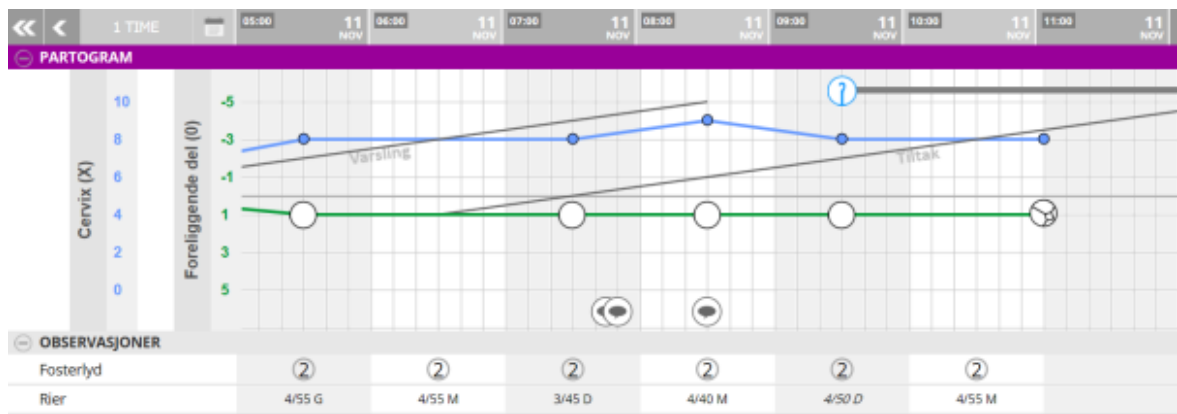 1 TIME 05:00 11 NOV 06:00 11 NOV 07:00 11 NOV 08:00 11 NOV 09:00 11 NOV 10:00 11 NOV 11:00 11 NOV
PARTOGRAM
Cervix (X)
10
8
6
4
2
0
Foreliggende del (0)
-5
-3
-1
1
3
5
Varsling
Tiltak
OBSERVASJONER
Fosterlyd 2 2 2 2 2 2
Rier 4/55 G 4/55 M 3/45 D 4/40 M 4/50 D 4/55 M